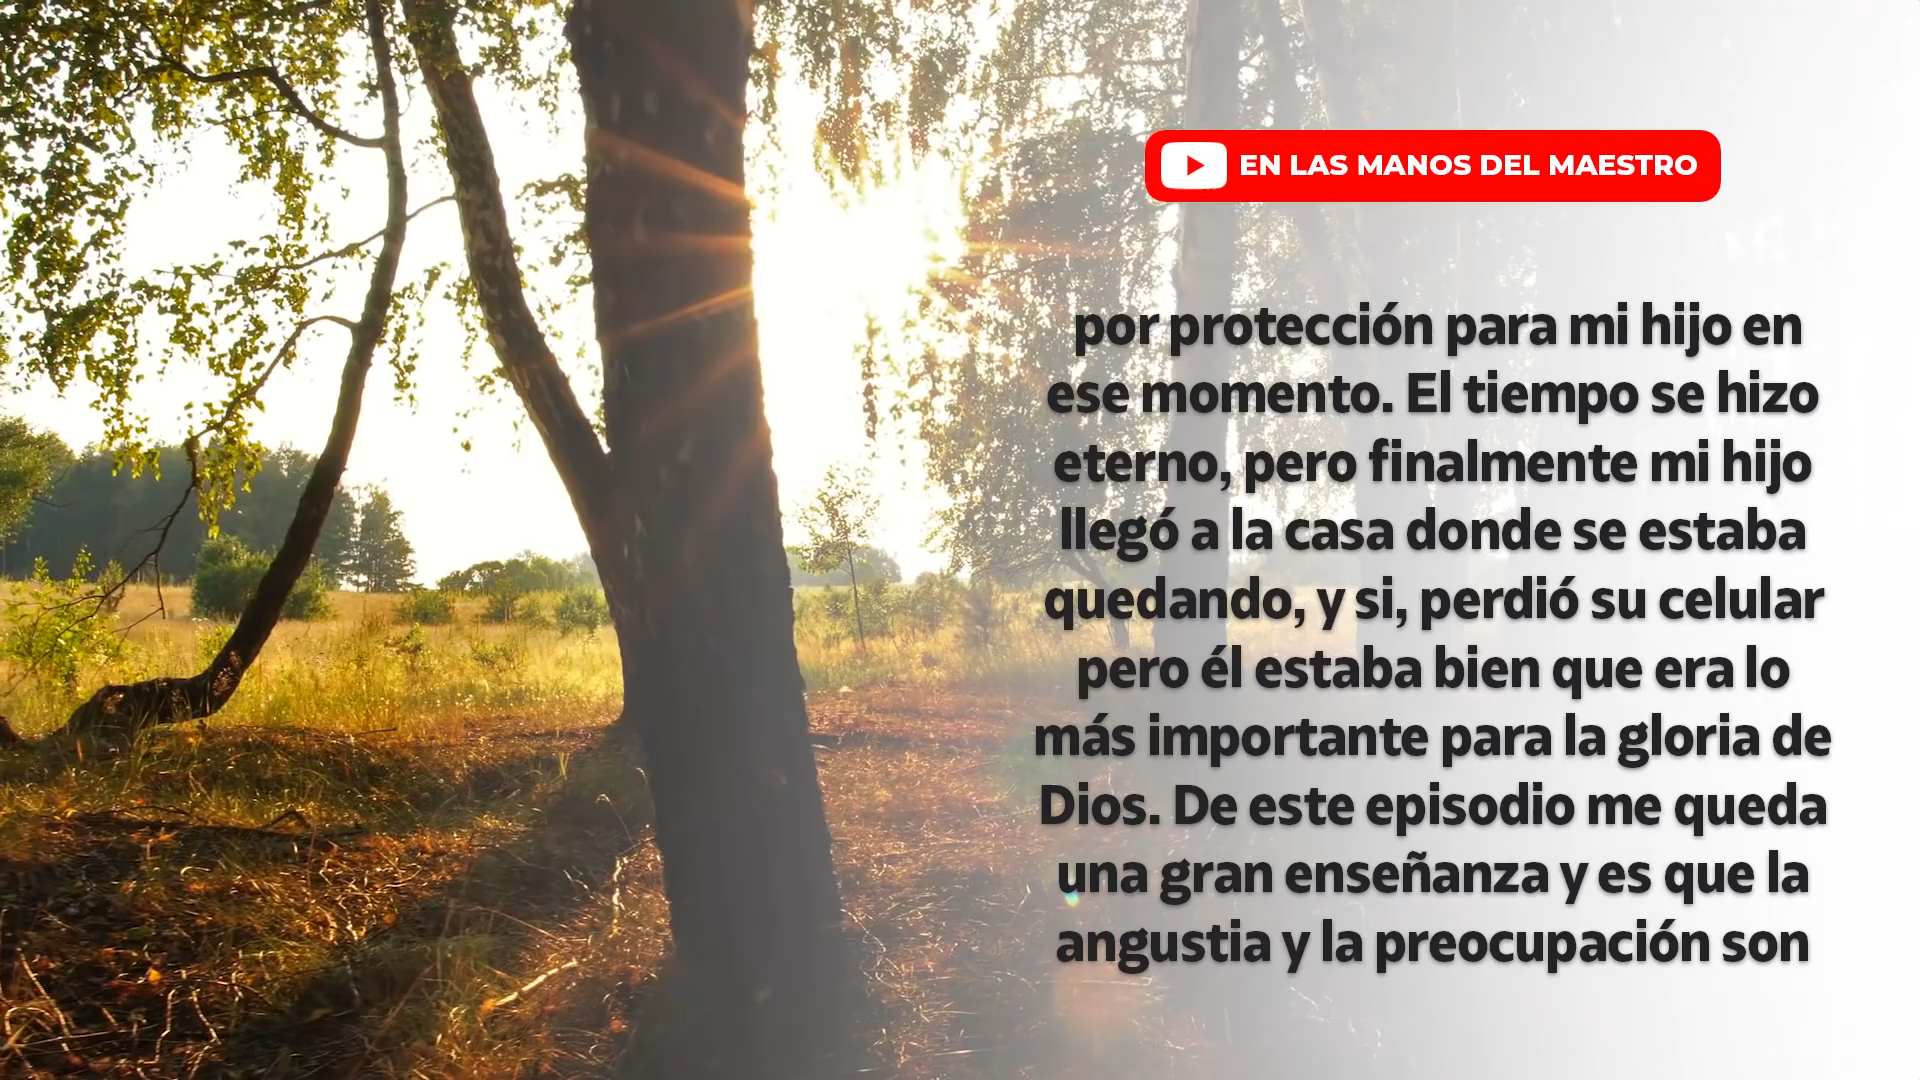 EN LAS MANOS DEL MAESTRO
por protección para mi hijo en
ese momento. El tiempo se hizo
eterno, pero finalmente mi hijo
llegó a la casa donde se estaba
quedando, y si, perdió su celular
pero él estaba bien que era lo
más importante para la gloria de
Dios. De este episodio me queda
una gran enseñanza y es que la
angustia y la preocupación son